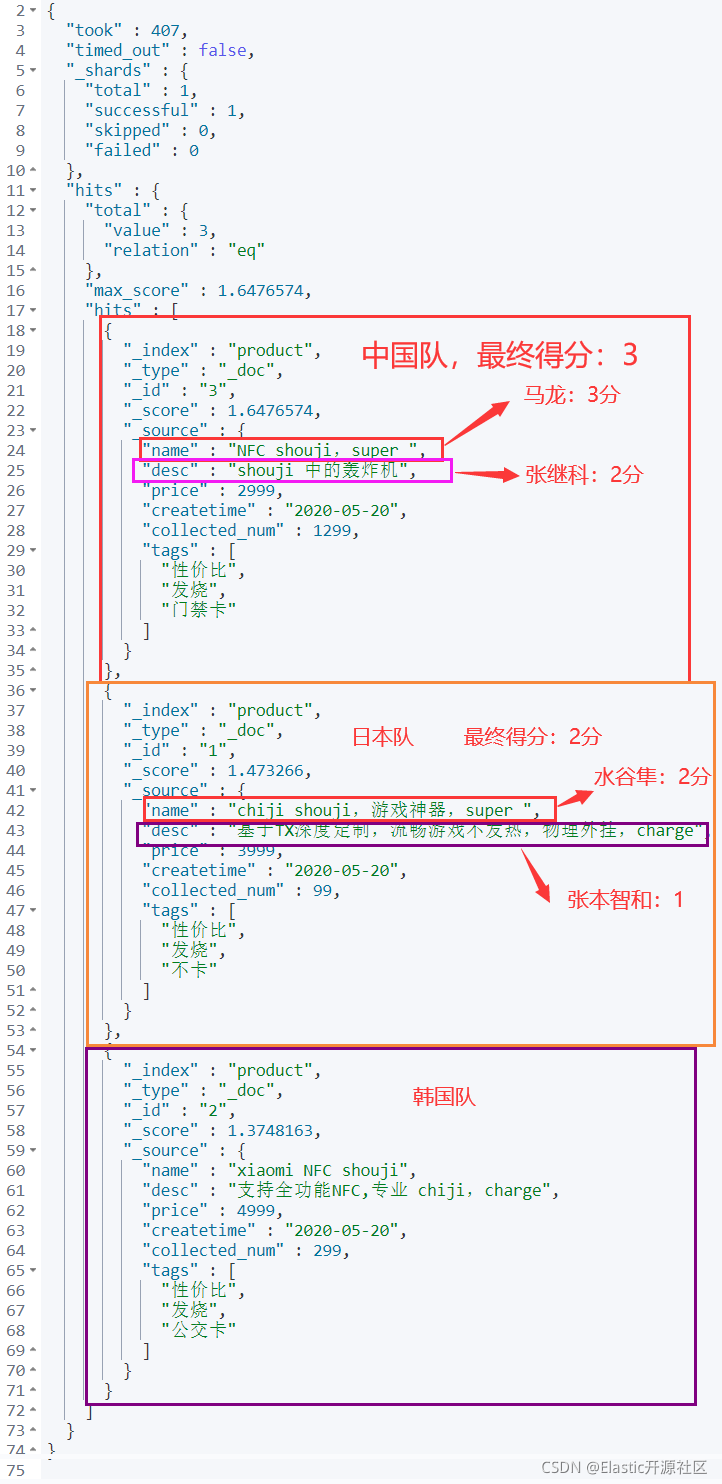 2 {
3 "took" : 407,
4 "timed_out" : false,
5 "_shards" : {
6 "total" : 1,
7 "successful" : 1,
8 "skipped" : 0,
9 "failed" : 0
10 },
11 "hits" : {
12 "total" : {
13 "value" : 3,
14 "relation" : "eq"
15 },
16 "max_score" : 1.6476574,
17 "hits" : [
18 {
19 "_index" : "product", 中国队，最终得分：3
20 "_type" : "_doc",
21 "_id" : "3", 马龙：3分
22 "_score" : 1.6476574,
23 "_source" : {
24 "name" : "NFC shouji，super ",
25 "desc" : "shouji 中的轰炸机", 张继科：2分
26 "price" : 2999,
27 "createtime" : "2020-05-20",
28 "collected_num" : 1299,
29 "tags" : [
30 "性价比",
31 "发烧",
32 "门禁卡"
33 ]
34 }
35 },
36 {
37 "_index" : "product",
38 "_type" : "_doc", 日本队 最终得分：2分
39 "_id" : "1",
40 "_score" : 1.473266, 水谷隼：2分
41 "_source" : {
42 "name" : "chiji shouji，游戏神器，super ",
43 "desc" : "基于TX深度定制，流畅游戏不发热，物理外挂，charge",
44 "price" : 3999,
45 "createtime" : "2020-05-20",
46 "collected_num" : 99, 张本智和：1
47 "tags" : [
48 "性价比",
49 "发烧",
50 "不卡"
51 ]
52 }
53 },
54 {
55 "_index" : "product",
56 "_type" : "_doc", 韩国队
57 "_id" : "2",
58 "_score" : 1.3748163,
59 "_source" : {
60 "name" : "xiaomi NFC shouji",
61 "desc" : "支持全功能NFC,专业 chiji，charge",
62 "price" : 4999,
63 "createtime" : "2020-05-20",
64 "collected_num" : 299,
65 "tags" : [
66 "性价比",
67 "发烧",
68 "公交卡"
69 ]
70 }
71 }
72 ]
73 }
74 }
75 CSDN @Elastic开源社区